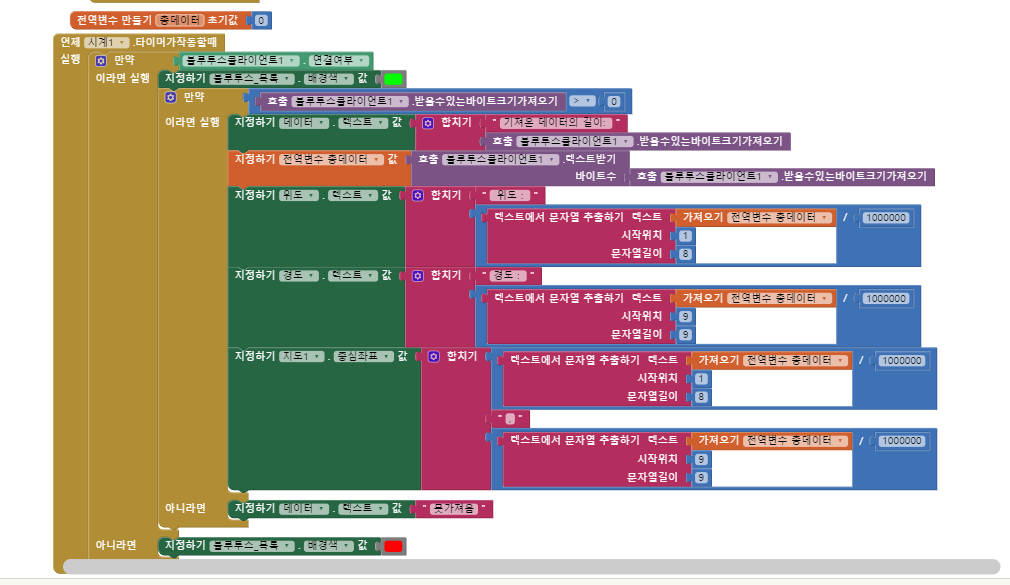 전역변수 만들기 총데이터 초기값 0
언제 시계1 .타이머가작동할때
실행 만약 블루투스클라이언트1 . 연결여부
이라면 실행 지정하기 블루투스_목록 . 배경색 값
만약 호출 블루투스클라이언트1 .받을수있는바이트크기가져오기 > 0
이라면 실행 지정하기 데이터 . 텍스트 값 합치기 " 가져온 데이터의 길이: "
호출 블루투스클라이언트1 .받을수있는바이트크기가져오기
지정하기 전역변수 총데이터 값 호출 블루투스클라이언트1 .텍스트받기
바이트수 호출 블루투스클라이언트1 .받을수있는바이트크기가져오기
지정하기 위도 . 텍스트 값 합치기 " 위도 : "
텍스트에서 문자열 추출하기 텍스트 가져오기 전역변수 총데이터 / 1000000
시작위치 1
문자열길이 8
지정하기 경도 . 텍스트 값 합치기 " 경도 : "
텍스트에서 문자열 추출하기 텍스트 가져오기 전역변수 총데이터 / 1000000
시작위치 9
문자열길이 9
지정하기 지도1 . 중심좌표 값 합치기 텍스트에서 문자열 추출하기 텍스트 가져오기 전역변수 총데이터 / 1000000
시작위치 1
문자열길이 8
" , "
텍스트에서 문자열 추출하기 텍스트 가져오기 전역변수 총데이터 / 1000000
시작위치 9
문자열길이 9
아니라면 지정하기 데이터 . 텍스트 값 " 못가져옴 "
아니라면 지정하기 블루투스_목록 . 배경색 값